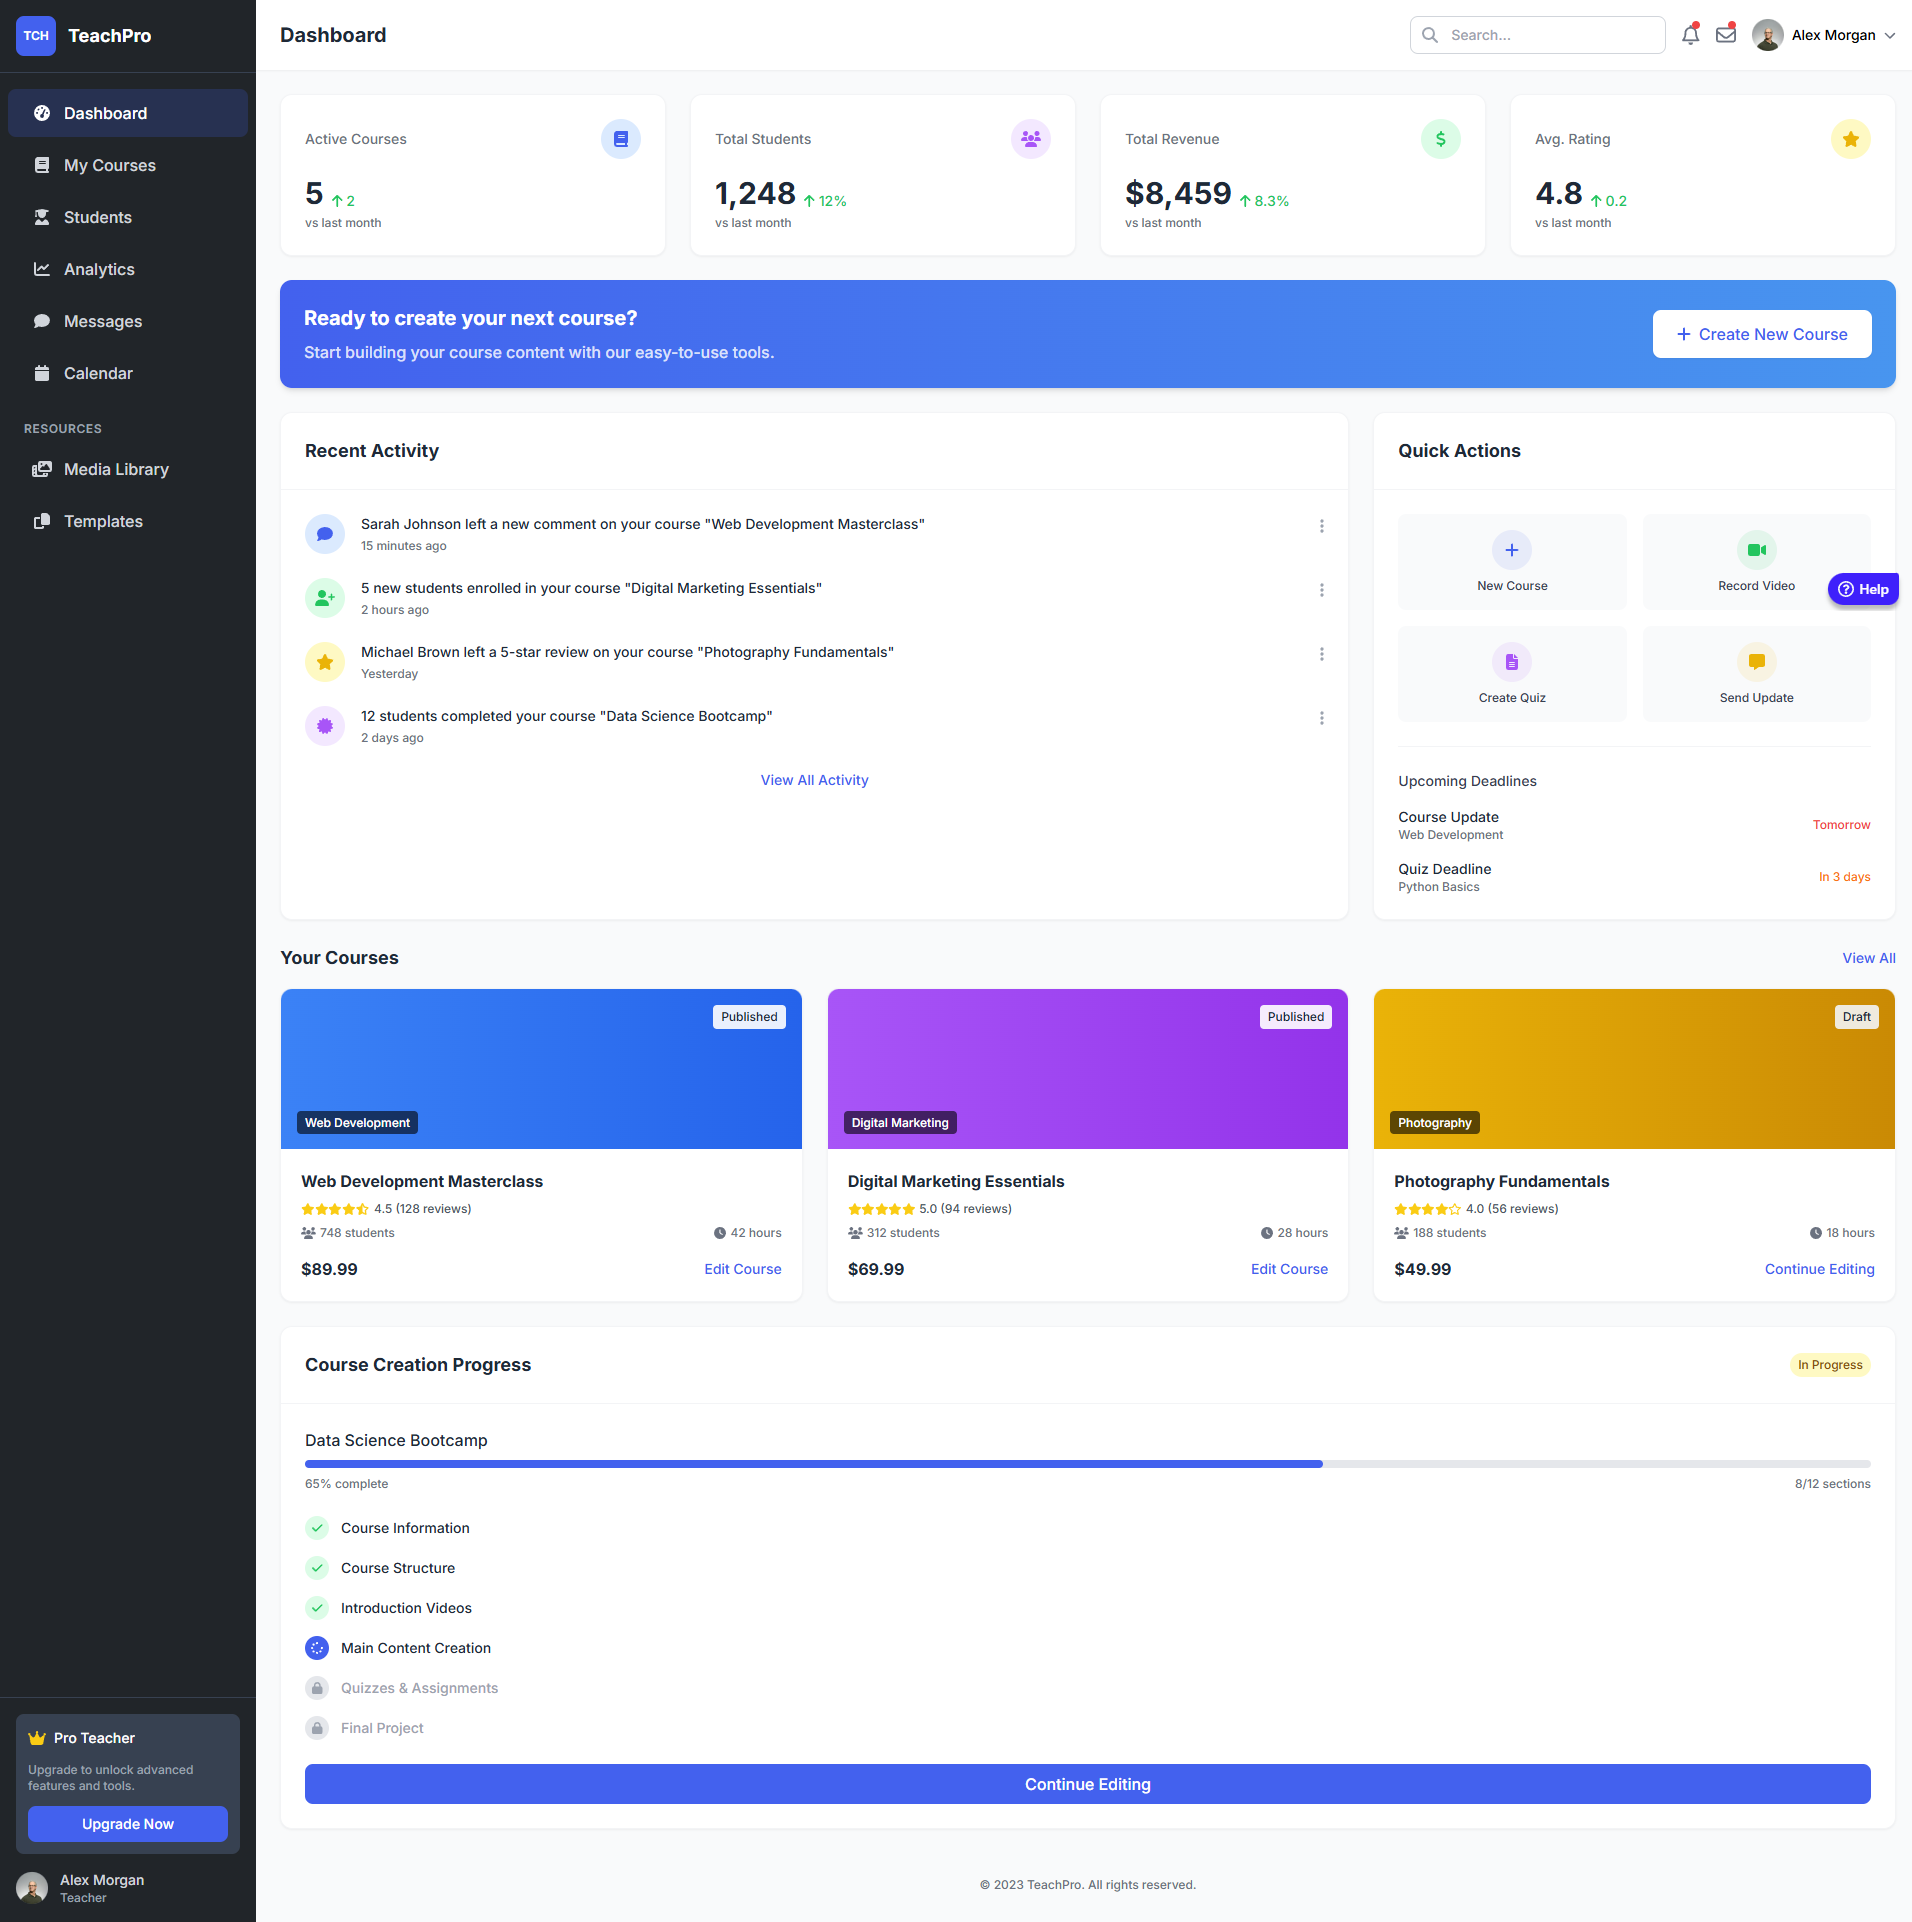 TCH TeachPro
Dashboard
My Courses
Students
Analytics
Messages
Calendar
RESOURCES
Media Library
Templates
Pro Teacher
Upgrade to unlock advanced
features and tools.
Upgrade Now
Alex Morgan
Teacher
Dashboard
Search...
Alex Morgan
Active Courses
5 2
vs last month
Total Students
1,248 12%
vs last month
Total Revenue
$
$8,459 8.3%
vs last month
Avg. Rating
4.8 0.2
vs last month
Ready to create your next course?
Start building your course content with our easy-to-use tools.
Create New Course
Recent Activity
Sarah Johnson left a new comment on your course "Web Development Masterclass"
15 minutes ago
5 new students enrolled in your course "Digital Marketing Essentials"
2 hours ago
Michael Brown left a 5-star review on your course "Photography Fundamentals"
Yesterday
12 students completed your course "Data Science Bootcamp"
2 days ago
View All Activity
Quick Actions
New Course
Record Video
Help
Create Quiz
Send Update
Upcoming Deadlines
Course Update
Web Development
Tomorrow
Quiz Deadline
Python Basics
In 3 days
Your Courses
View All
Published
Web Development
Web Development Masterclass
4.5 (128 reviews)
748 students 42 hours
$89.99 Edit Course
Published
Digital Marketing
Digital Marketing Essentials
5.0 (94 reviews)
312 students 28 hours
$69.99 Edit Course
Draft
Photography
Photography Fundamentals
4.0 (56 reviews)
188 students 18 hours
$49.99 Continue Editing
Course Creation Progress
In Progress
Data Science Bootcamp
65% complete 8/12 sections
Course Information
Course Structure
Introduction Videos
Main Content Creation
Quizzes & Assignments
Final Project
Continue Editing
© 2023 TeachPro. All rights reserved.